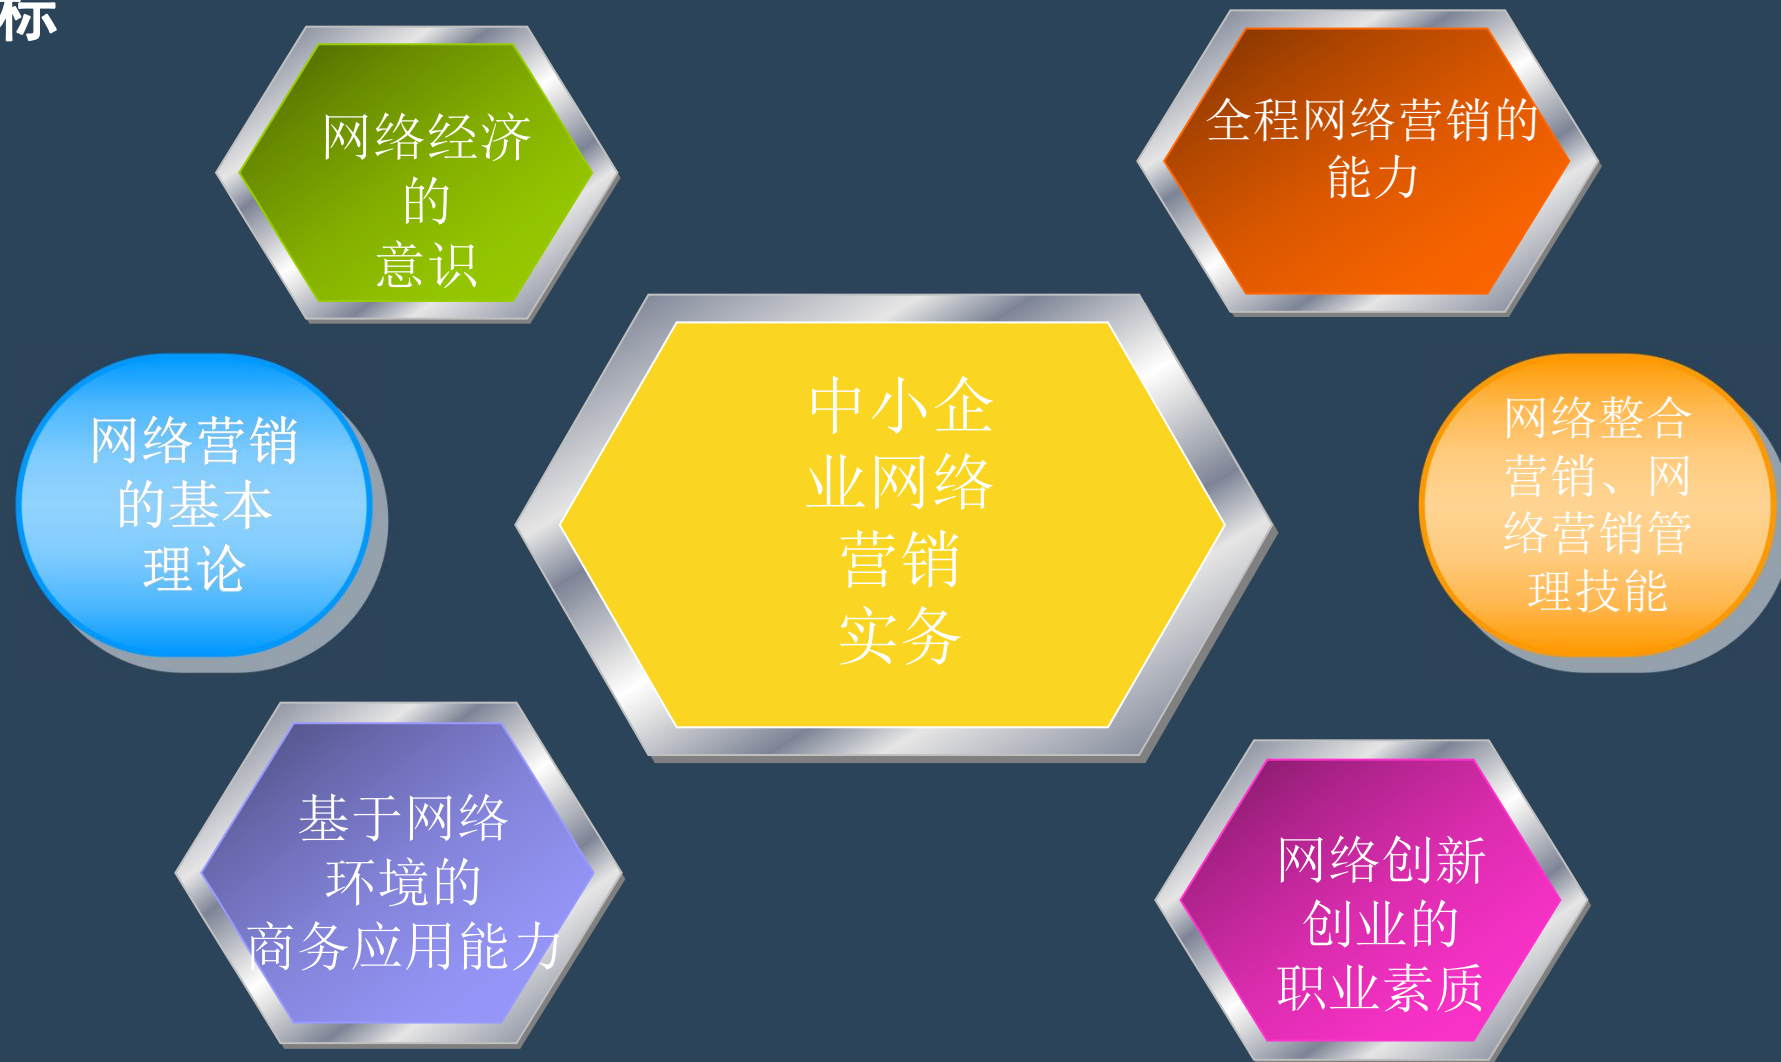 标
网络经济
的
意识
全程网络营销的
能力
网络营销
的基本
理论
中小企
业网络
营销
实务
网络整合
营销、网
络营销管
理技能
基于网络
环境的
商务应用能力
网络创新
创业的
职业素质